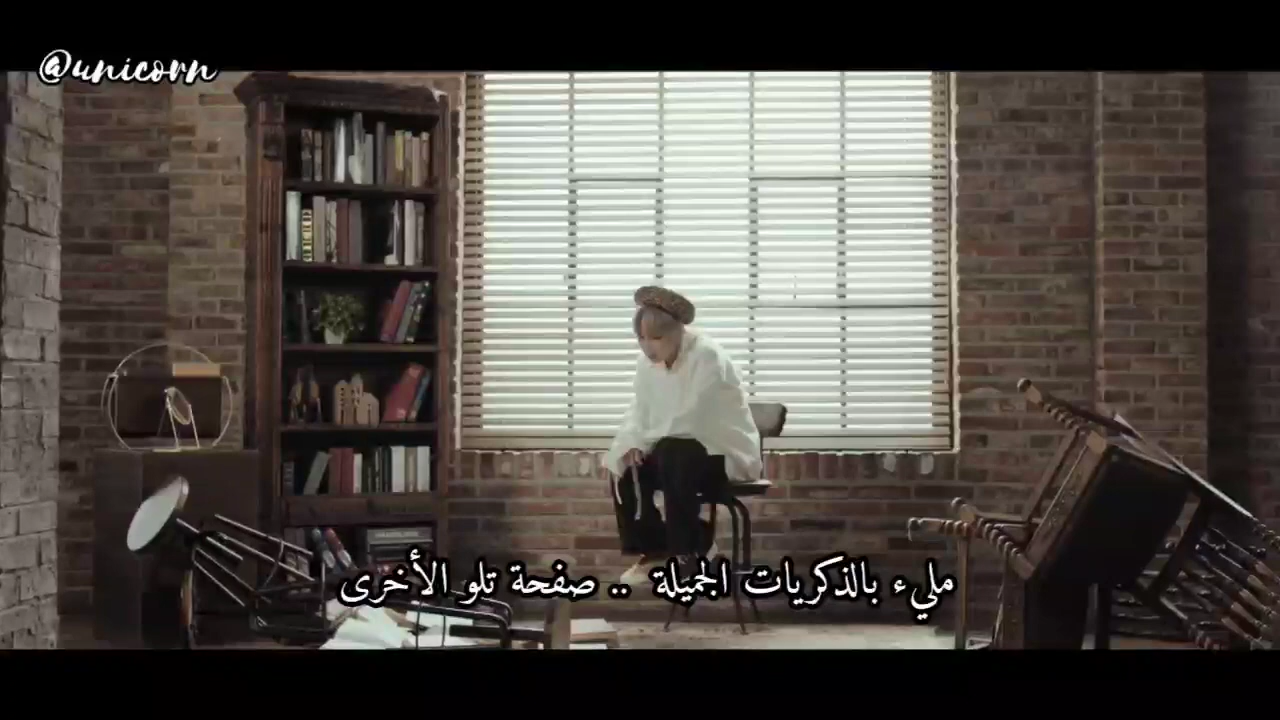 @unicorn
مليء بالذكريات الجميلة .. صفحة تلو الأخرى